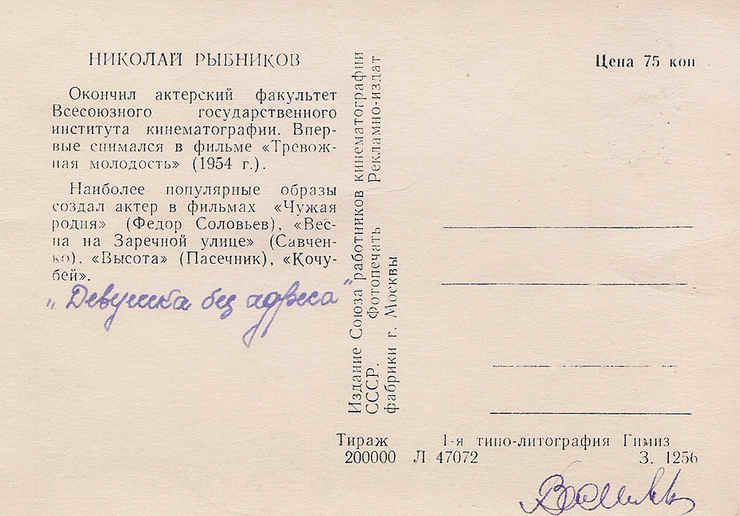 НИКОЛАЙ РЫБНИКОВ
Окончил актерский факультет
Всесоюзного государственного
института кинематографии. Впер-
вые снимался в фильме «Тревож-
ная молодость» (1954 г.).
Наиболее популярные образы
создал актер в фильмах «Чужая
родня» (Федор Соловьев), «Вес-
на на Заречной улице» (Савчен-
ко), «Высота» (Пасечник), «Кочу-
бей».
"Девушка без адреса"
Издание Союза работников кинематографии
СССР. Фотопечать Рекламно-издат
фабрики г. Москвы
Цена 75 коп
Тираж 1-я типо-литография Гимиз
200000 Л 47072 З. 1256